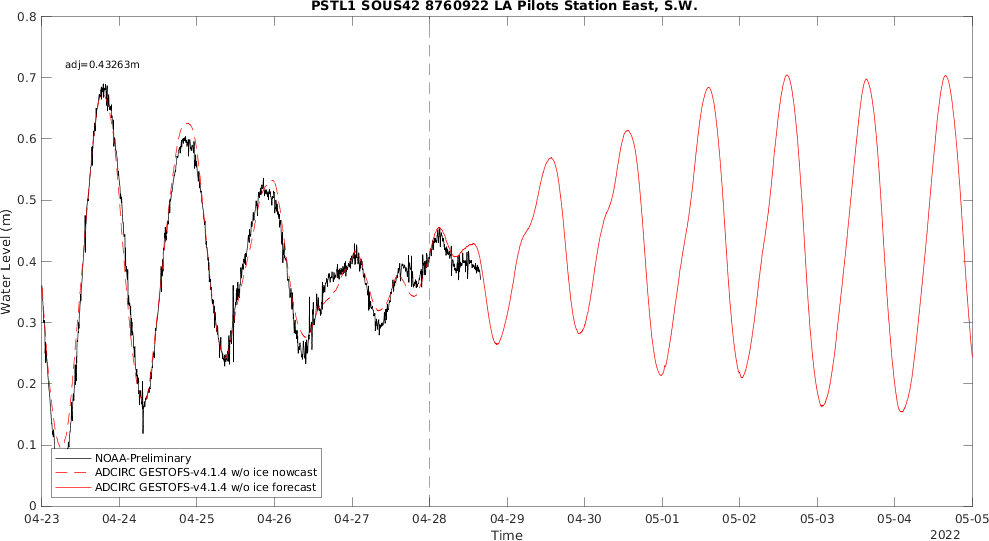 PSTL1 SOUS42 8760922 LA Pilots Station East, S.W.
adj=0.43263m
Water Level (m)
0.8
0.7
0.6
0.5
0.4
0.3
0.2
0.1
0
NOAA-Preliminary
ADCIRC GESTOFS-v4.1.4 w/o ice nowcast
ADCIRC GESTOFS-v4.1.4 w/o ice forecast
04-23 04-24 04-25 04-26 04-27 04-28 04-29 04-30 05-01 05-02 05-03 05-04 05-05
Time
2022